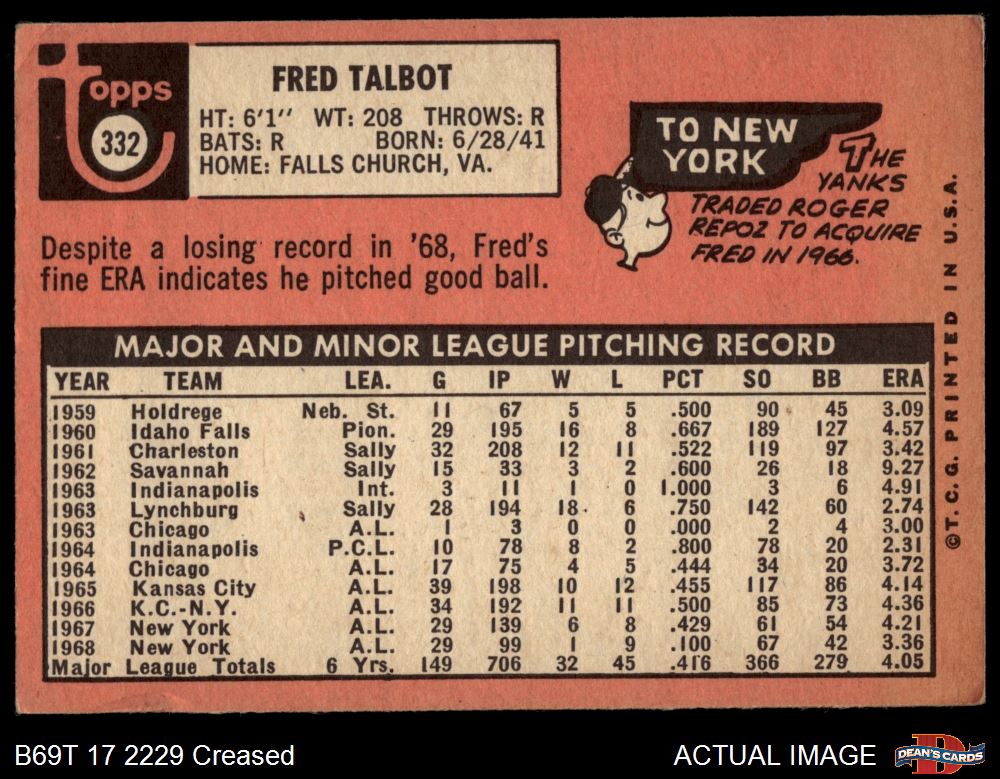 topps
332
FRED TALBOT
HT: 6'1'' WT: 208 THROWS: R
BATS: R BORN: 6/28/41
HOME: FALLS CHURCH, VA.
TO NEW
YORK
THE
YANKS
TRADED ROGER
REPOZ TO ACQUIRE
FRED IN 1966.
Despite a losing record in '68, Fred's
fine ERA indicates he pitched good ball.
MAJOR AND MINOR LEAGUE PITCHING RECORD
YEAR TEAM LEA. G IP W L PCT SO BB ERA
1959 Holdrege Neb. St. 11 67 5 5 .500 90 45 3.09
1960 Idaho Falls Pion. 29 195 16 8 .667 189 127 4.57
1961 Charleston Sally 32 208 12 11 .522 119 97 3.42
1962 Savannah Sally 15 33 3 2 .600 26 18 9.27
1963 Indianapolis Int. 3 11 1 0 1.000 3 6 4.91
1963 Lynchburg Sally 28 194 18 6 .750 142 60 2.74
1963 Chicago A.L. 1 3 0 0 .000 2 4 3.00
1964 Indianapolis P.C.L. 10 78 8 2 .800 78 20 2.31
1964 Chicago A.L. 17 75 4 5 .444 34 20 3.72
1965 Kansas City A.L. 39 198 10 12 .455 117 86 4.14
1966 K.C.-N.Y. A.L. 34 192 11 11 .500 85 73 4.36
1967 New York A.L. 29 139 6 8 .429 61 54 4.21
1968 New York A.L. 29 99 1 9 .100 67 42 3.36
Major League Totals 6 Yrs. 149 706 32 45 .416 366 279 4.05
©T. C. G. PRINTED IN U.S.A.
B69T 17 2229 Creased
ACTUAL IMAGE
DEAN'S CARDS